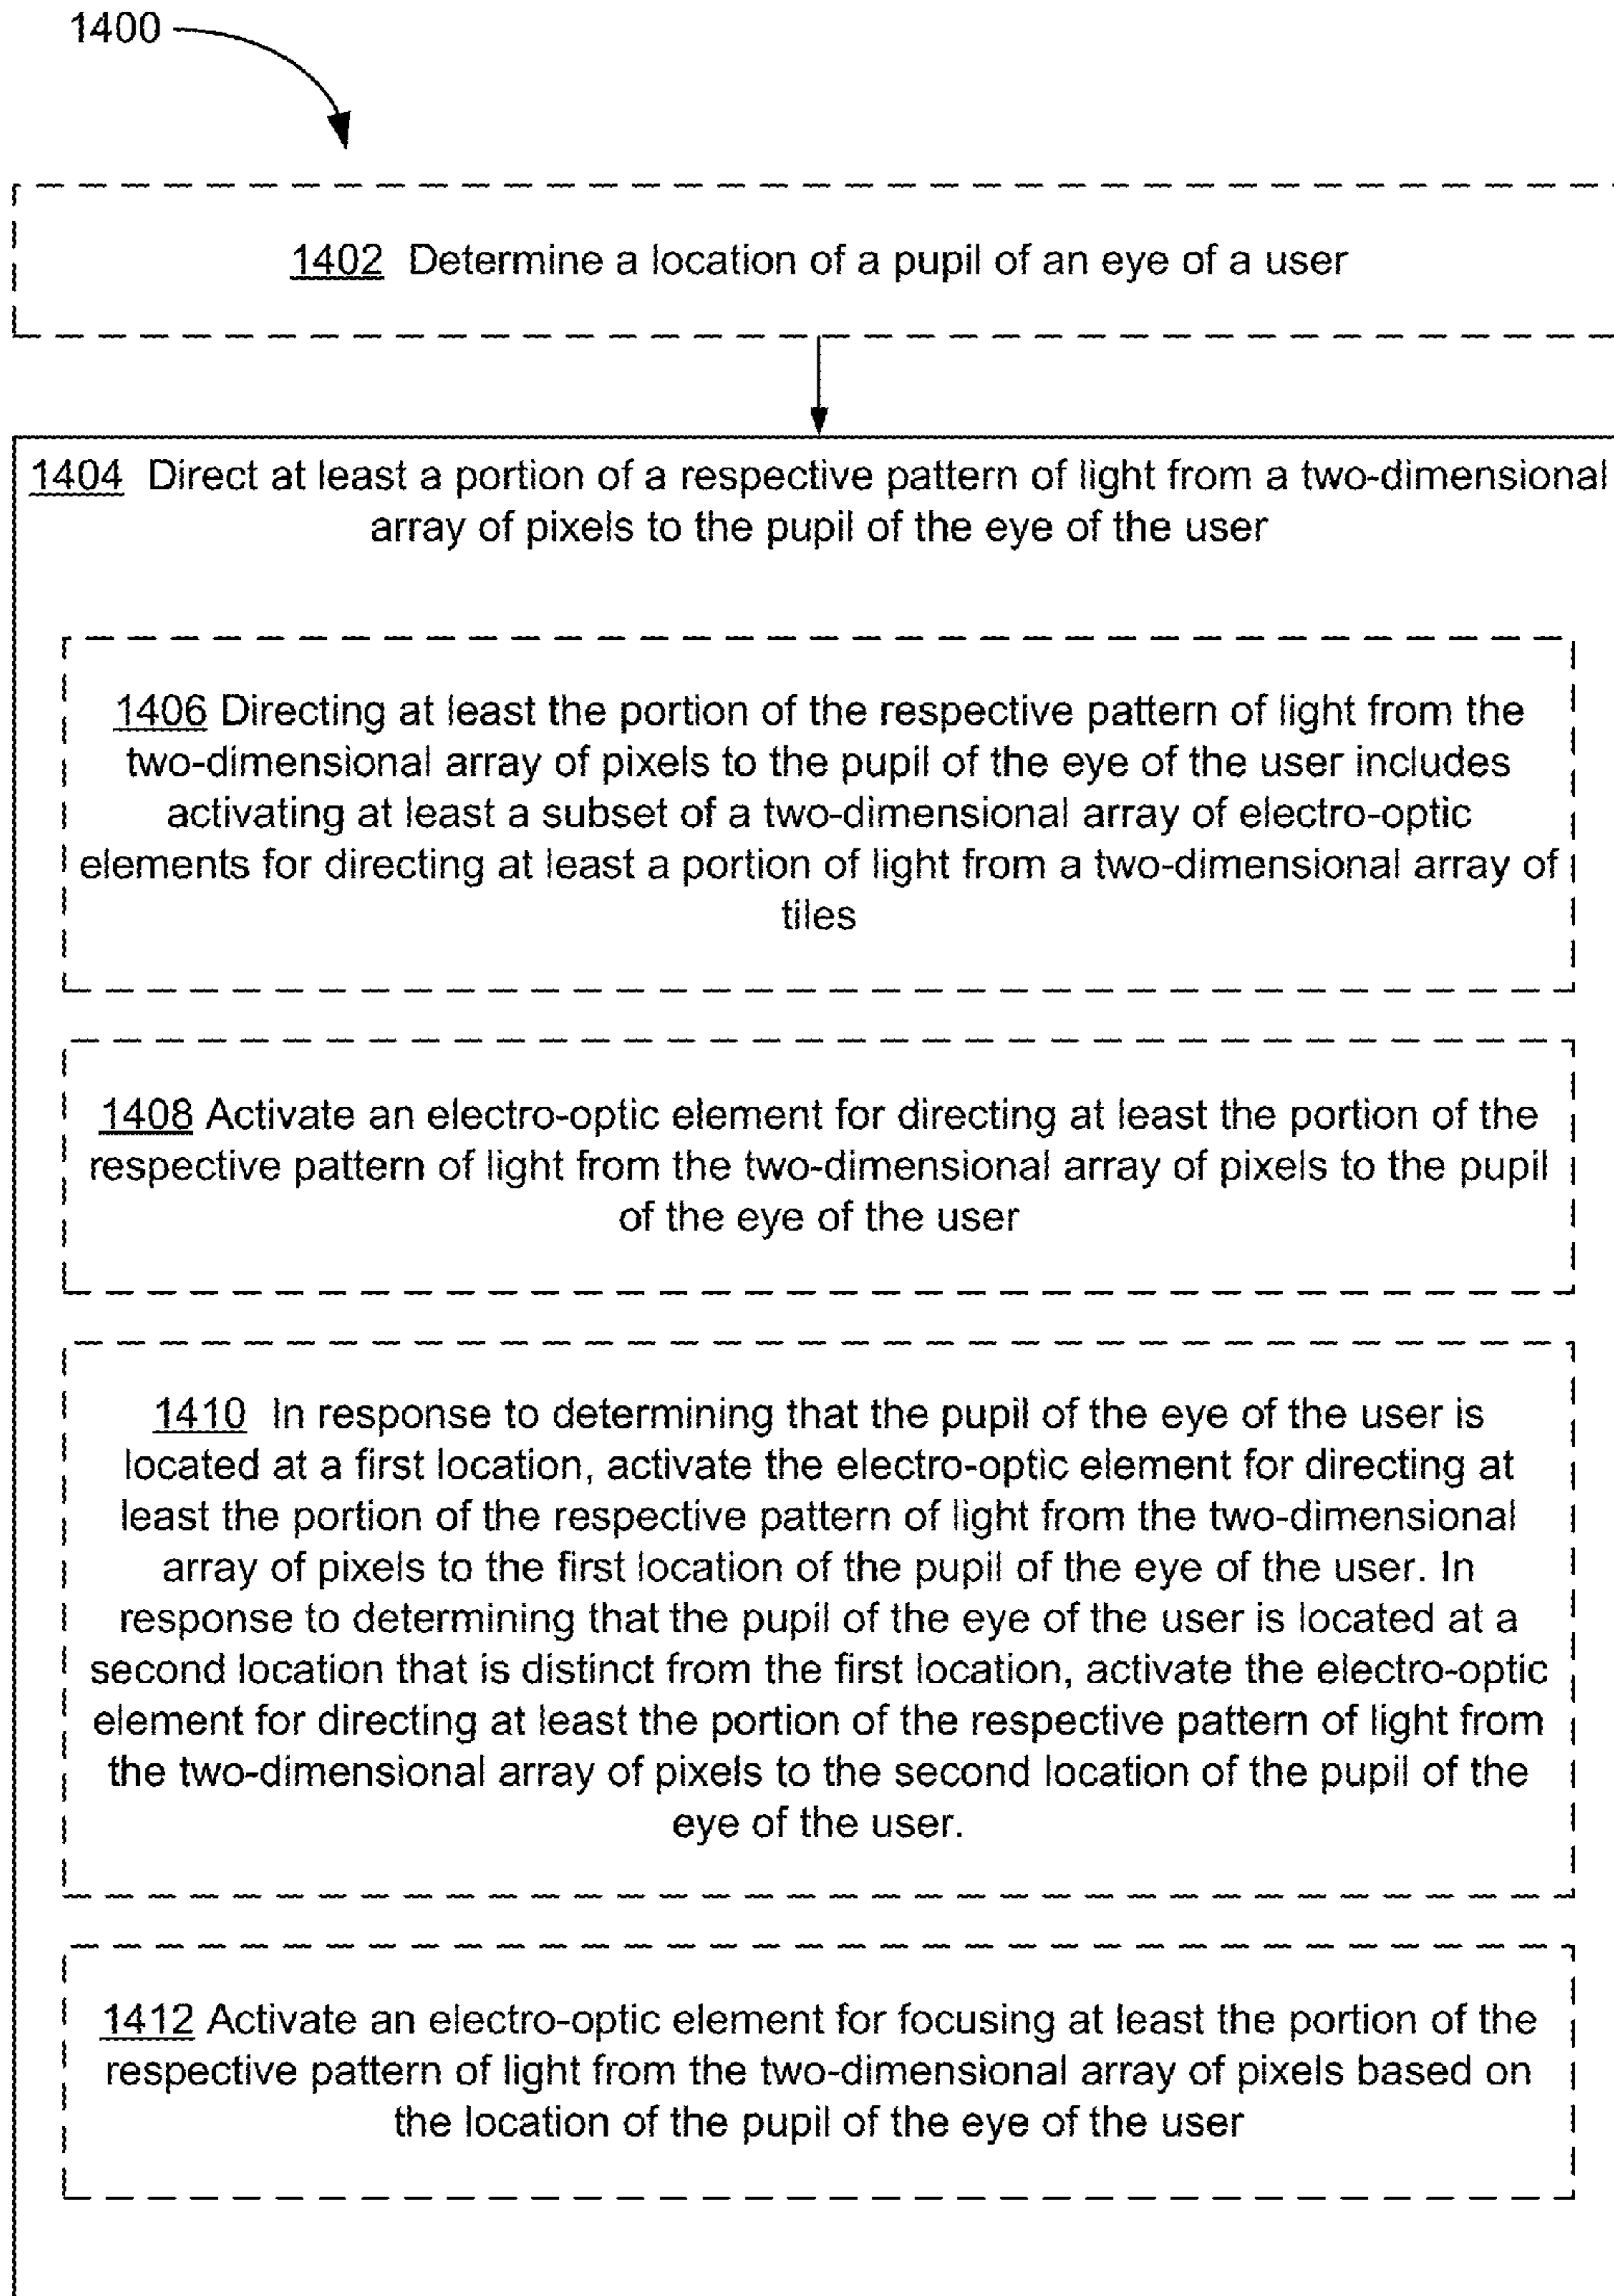 1400
1402 Determine a location of a pupil of an eye of a user
1404 Direct at least a portion of a respective pattern of light from a two-dimensional
array of pixels to the pupil of the eye of the user
1406 Directing at least the portion of the respective pattern of light from the
two-dimensional array of pixels to the pupil of the eye of the user includes
activating at least a subset of a two-dimensional array of electro-optic
elements for directing at least a portion of light from a two-dimensional array of
tiles
1408 Activate an electro-optic element for directing at least the portion of the
respective pattern of light from the two-dimensional array of pixels to the pupil
of the eye of the user
1410 In response to determining that the pupil of the eye of the user is
located at a first location, activate the electro-optic element for directing at
least the portion of the respective pattern of light from the two-dimensional
array of pixels to the first location of the pupil of the eye of the user. In
response to determining that the pupil of the eye of the user is located at a
second location that is distinct from the first location, activate the electro-optic
element for directing at least the portion of the respective pattern of light from
the two-dimensional array of pixels to the second location of the pupil of the
eye of the user.
1412 Activate an electro-optic element for focusing at least the portion of the
respective pattern of light from the two-dimensional array of pixels based on
the location of the pupil of the eye of the user